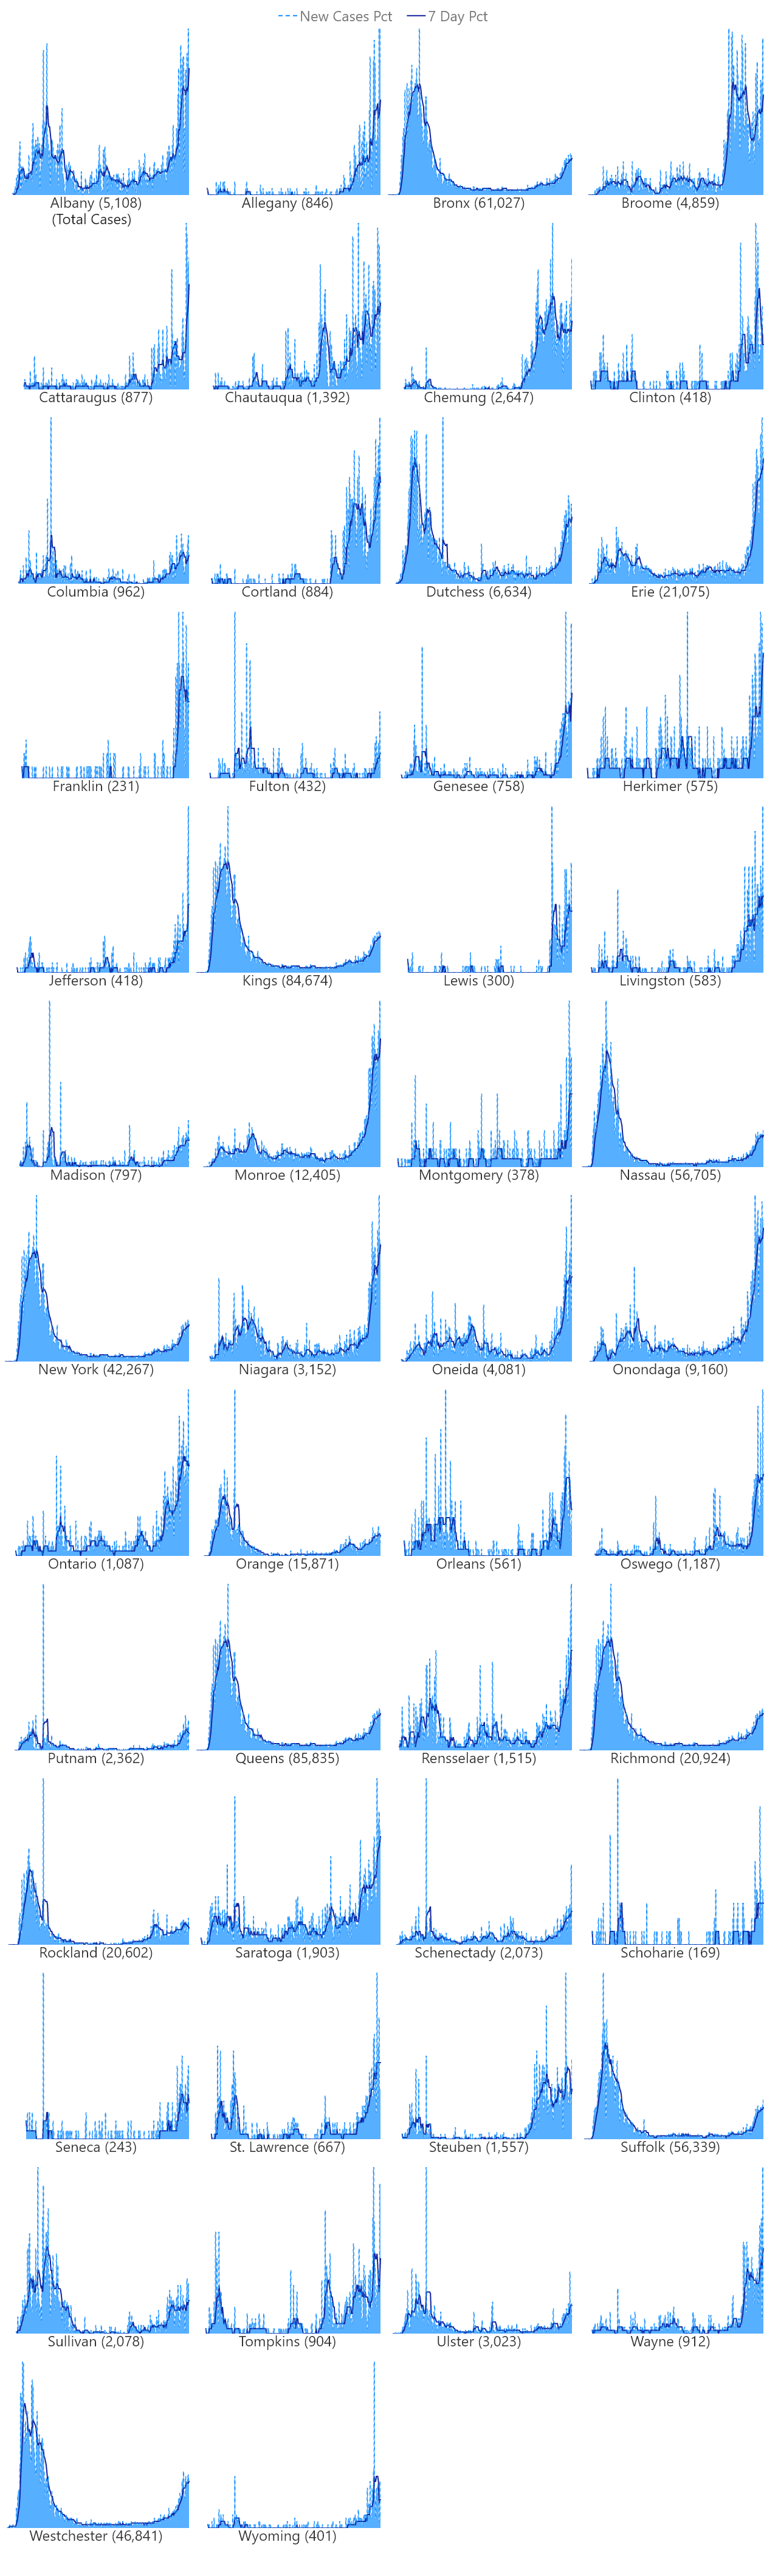 New Cases Pct 7 Day Pct
Albany (5,108) Allegany (846) Bronx (61,027) Broome (4,859)
(Total Cases)
Cattaraugus (877) Chautauqua (1,392) Chemung (2,647) Clinton (418)
Columbia (962) Cortland (884) Dutchess (6,634) Erie (21,075)
Franklin (231) Fulton (432) Genesee (758) Herkimer (575)
Jefferson (418) Kings (84,674) Lewis (300) Livingston (583)
Madison (797) Monroe (12,405) Montgomery (378) Nassau (56,705)
New York (42,267) Niagara (3,152) Oneida (4,081) Onondaga (9,160)
Ontario (1,087) Orange (15,871) Orleans (561) Oswego (1,187)
Putnam (2,362) Queens (85,835) Rensselaer (1,515) Richmond (20,924)
Rockland (20,602) Saratoga (1,903) Schenectady (2,073) Schoharie (169)
Seneca (243) St. Lawrence (667) Steuben (1,557) Suffolk (56,339)
Sullivan (2,078) Tompkins (904) Ulster (3,023) Wayne (912)
Westchester (46,841) Wyoming (401)